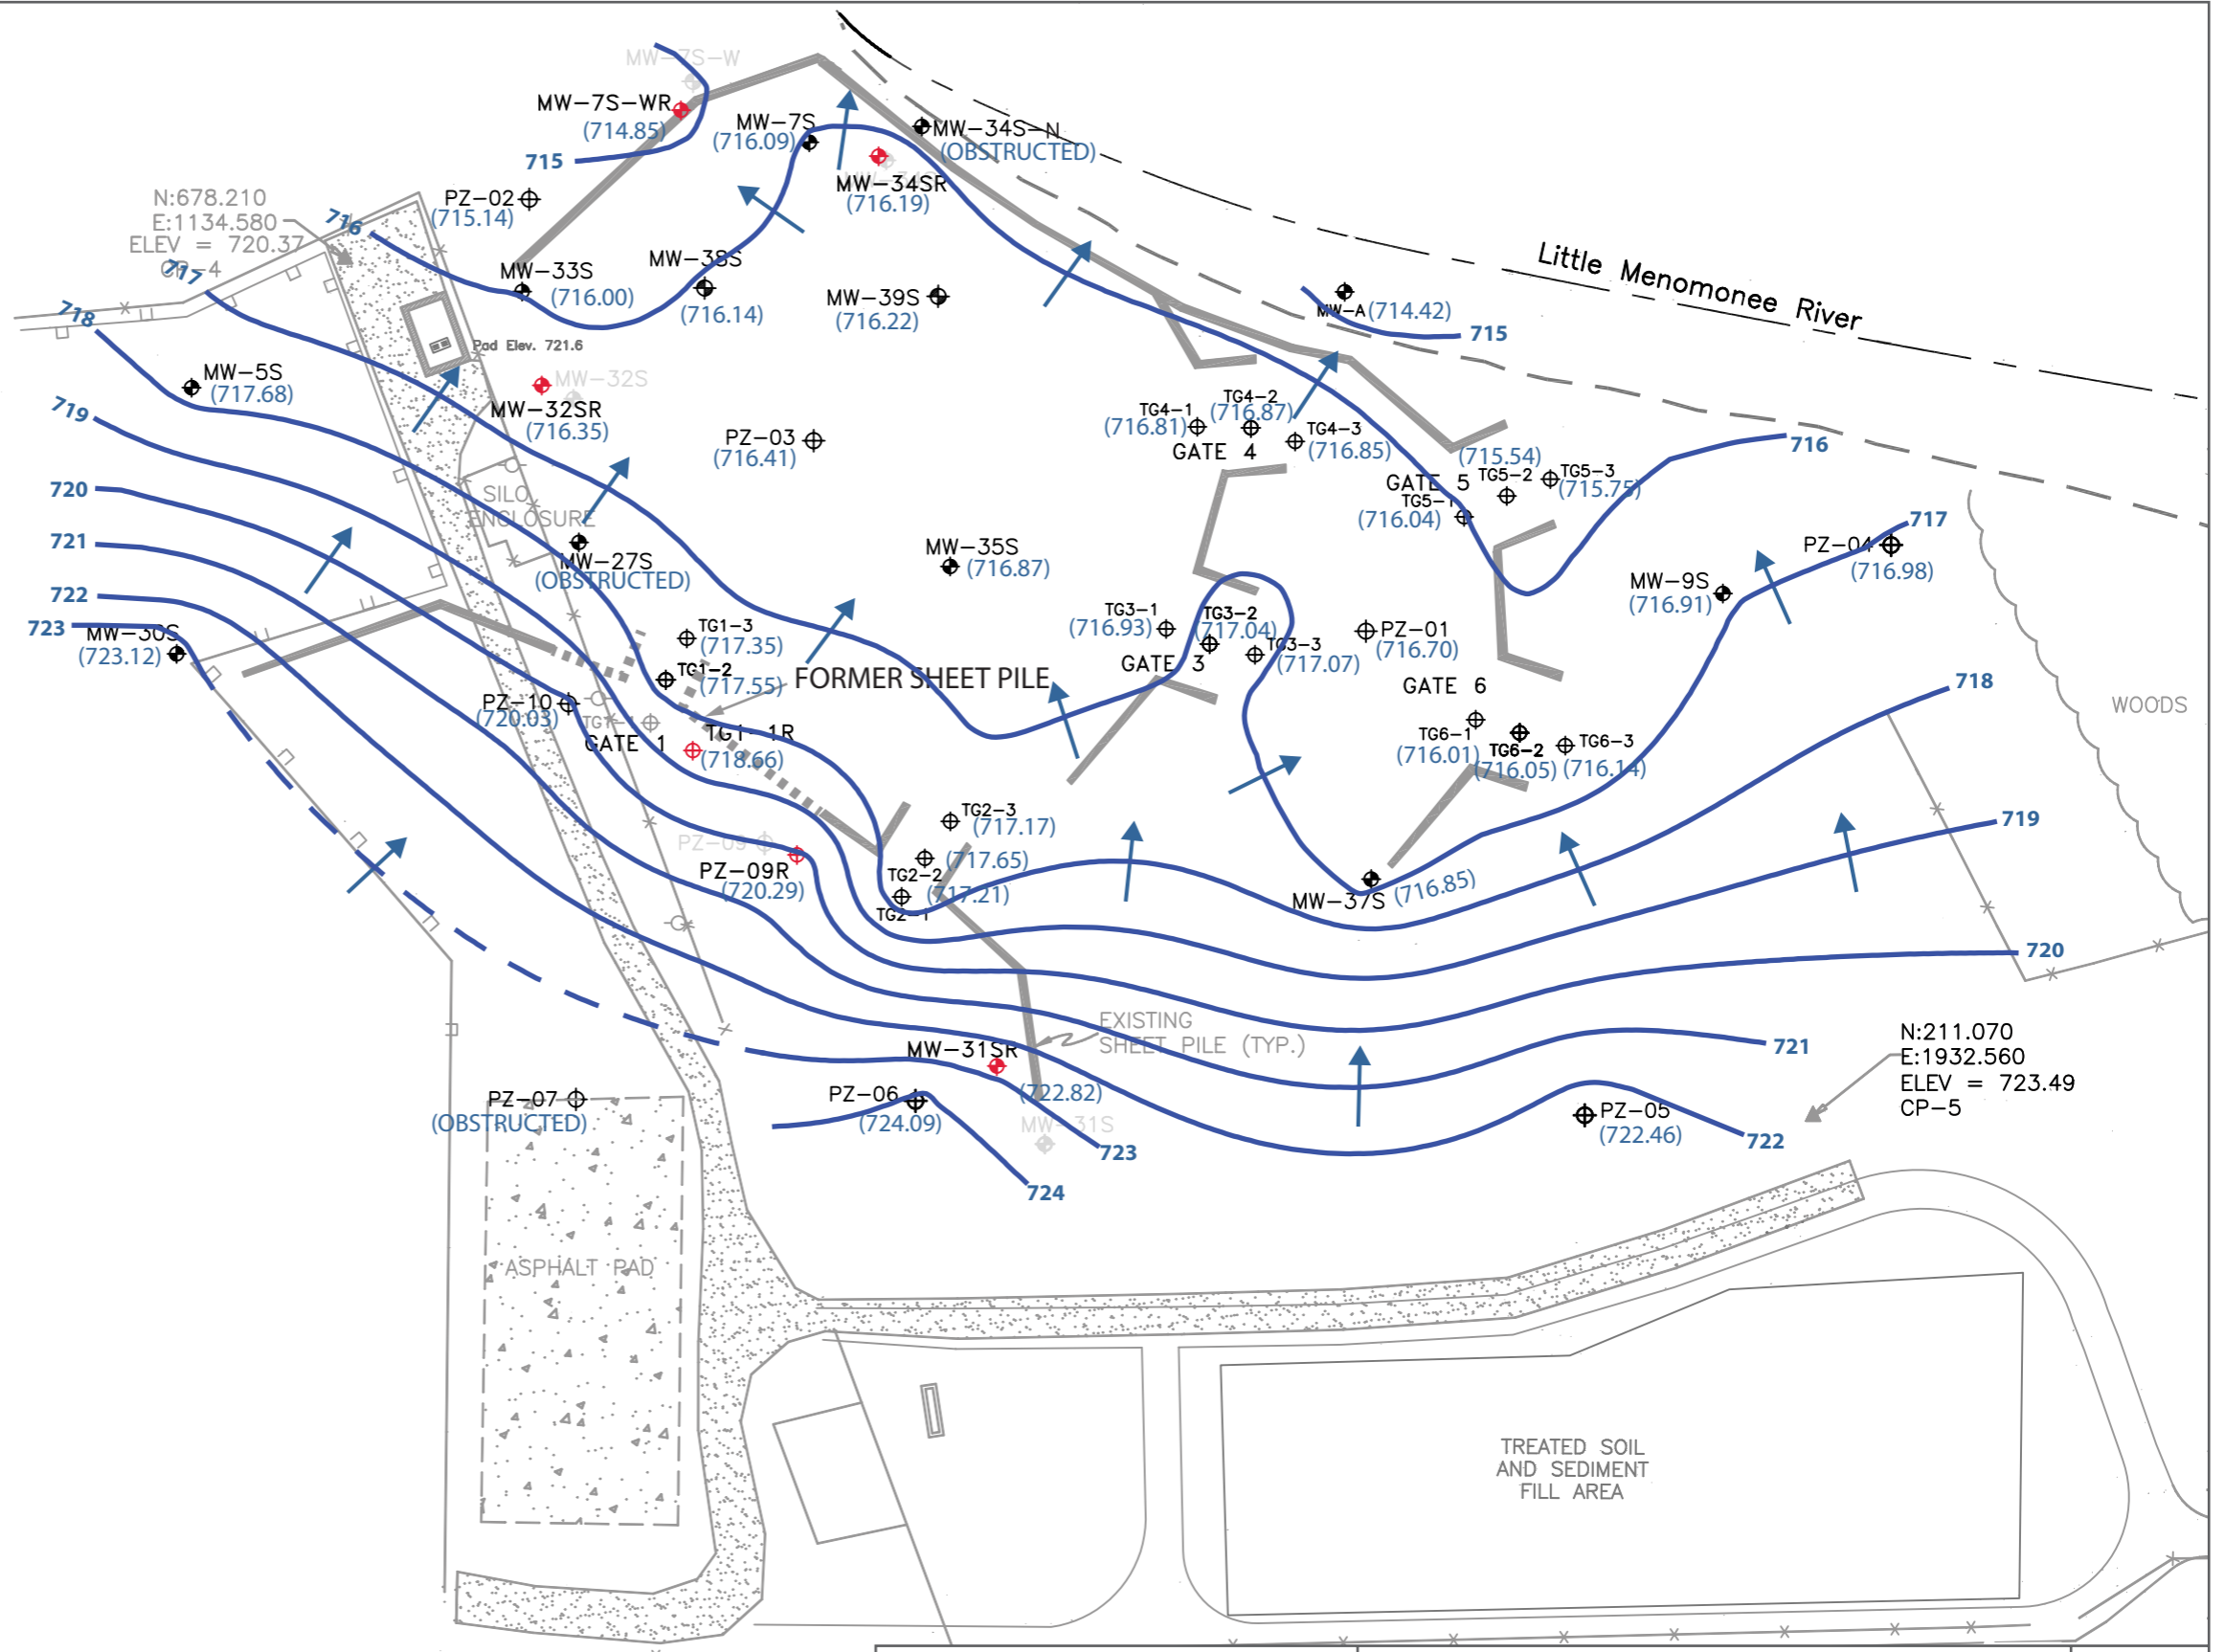 MW-7S-W
MW-7S-WR
(714.85)
715
MW-7S
(716.09)
MW-34S-N
(OBSTRUCTED)
MW-34SR
(716.19)
N:678.210
E:1134.580
ELEV = 720.37
CP-4
716
717
718
PZ-02
(715.14)
MW-33S
(716.00)
MW-38S
(716.14)
MW-39S
(716.22)
Little Menomonee River
MW-A
(714.42)
715
Pad Elev. 721.6
MW-5S
(717.68)
MW-32S
MW-32SR
(716.35)
719
PZ-03
(716.41)
TG4-1
(716.81)
TG4-2
(716.87)
TG4-3
(716.85)
GATE 4
(715.54)
GATE 5
TG5-2
TG5-3
(715.75)
TG5-1
(716.04)
716
720
SILO
ENCLOSURE
721
MW-27S
(OBSTRUCTED)
MW-35S
(716.87)
717
PZ-04
(716.98)
MW-9S
(716.91)
722
723
MW-30S
(723.12)
TG1-3
(717.35)
TG1-2
(717.55)
FORMER SHEET PILE
TG3-1
(716.93)
TG3-2
(717.04)
TG3-3
(717.07)
GATE 3
PZ-01
(716.70)
GATE 6
718
WOODS
PZ-10
(720.03)
TG1-1
GATE 1
TG1-1R
(718.66)
TG6-1
(716.01)
TG6-2
(716.05)
TG6-3
(716.14)
TG2-3
(717.17)
719
PZ-09
PZ-09R
(720.29)
(717.65)
TG2-2
(717.21)
TG2-1
MW-37S
(716.85)
720
EXISTING
SHEET PILE (TYP.)
721
N:211.070
E:1932.560
ELEV = 723.49
CP-5
MW-31SR
(722.82)
PZ-07
(OBSTRUCTED)
PZ-06
(724.09)
MW-31S
PZ-05
(722.46)
722
723
724
ASPHALT PAD
TREATED SOIL
AND SEDIMENT
FILL AREA